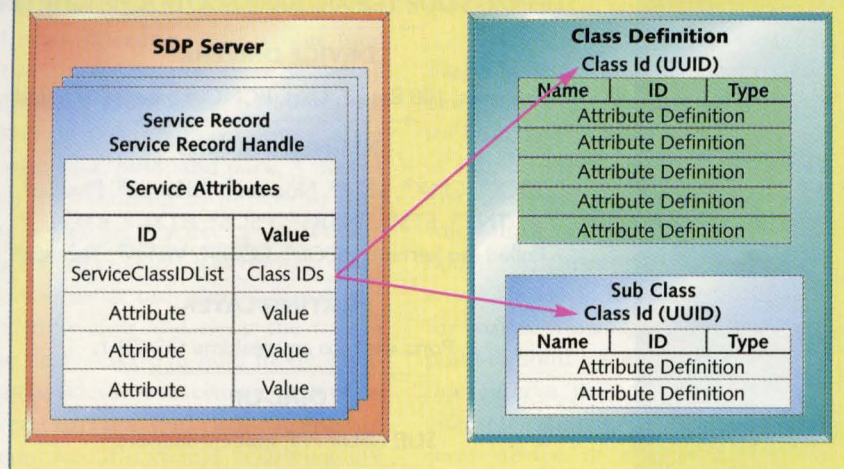 SDP Server
Service Record
Service Record Handle
Service Attributes
ID Value
ServiceClassIDList Class IDs
Attribute Value
Attribute Value
Attribute Value
Class Definition
Class Id (UUID)
Name ID Type
Attribute Definition
Attribute Definition
Attribute Definition
Attribute Definition
Attribute Definition
Sub Class
Class Id (UUID)
Name ID Type
Attribute Definition
Attribute Definition